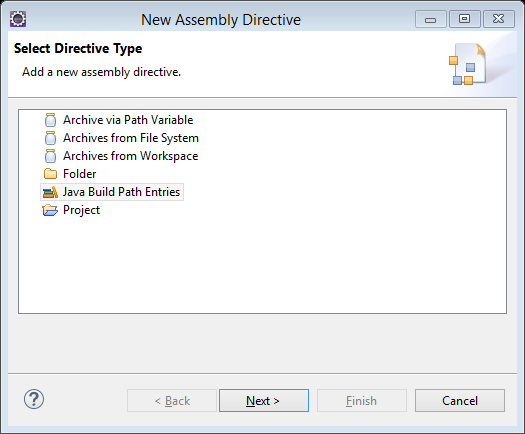 New Assembly Directive
Select Directive Type
Add a new assembly directive.
Archive via Path Variable
Archives from File System
Archives from Workspace
Folder
Java Build Path Entries
Project
?
< Back
Next >
Finish
Cancel